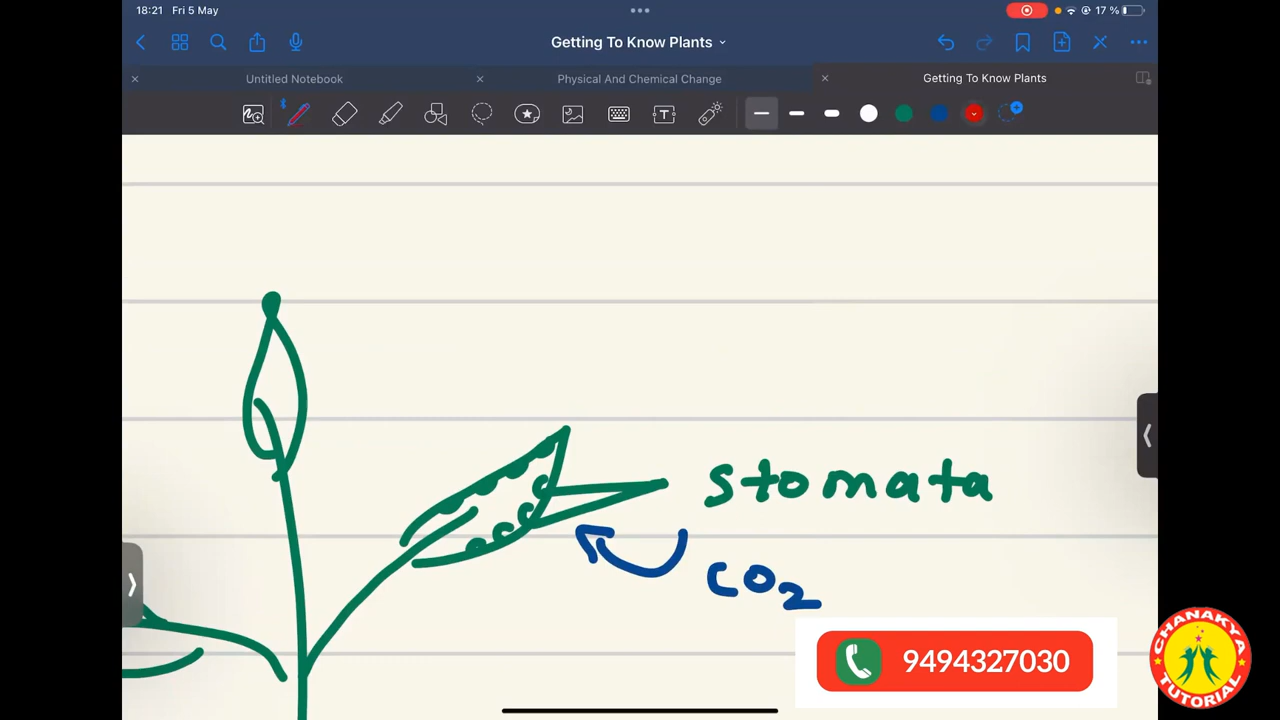 18:21 Fri 5 May
17 %
Getting To Know Plants
Untitled Notebook
Physical And Chemical Change
Getting To Know Plants
stomata
CO2
9494327030
CHANAKYA
TUTORIAL